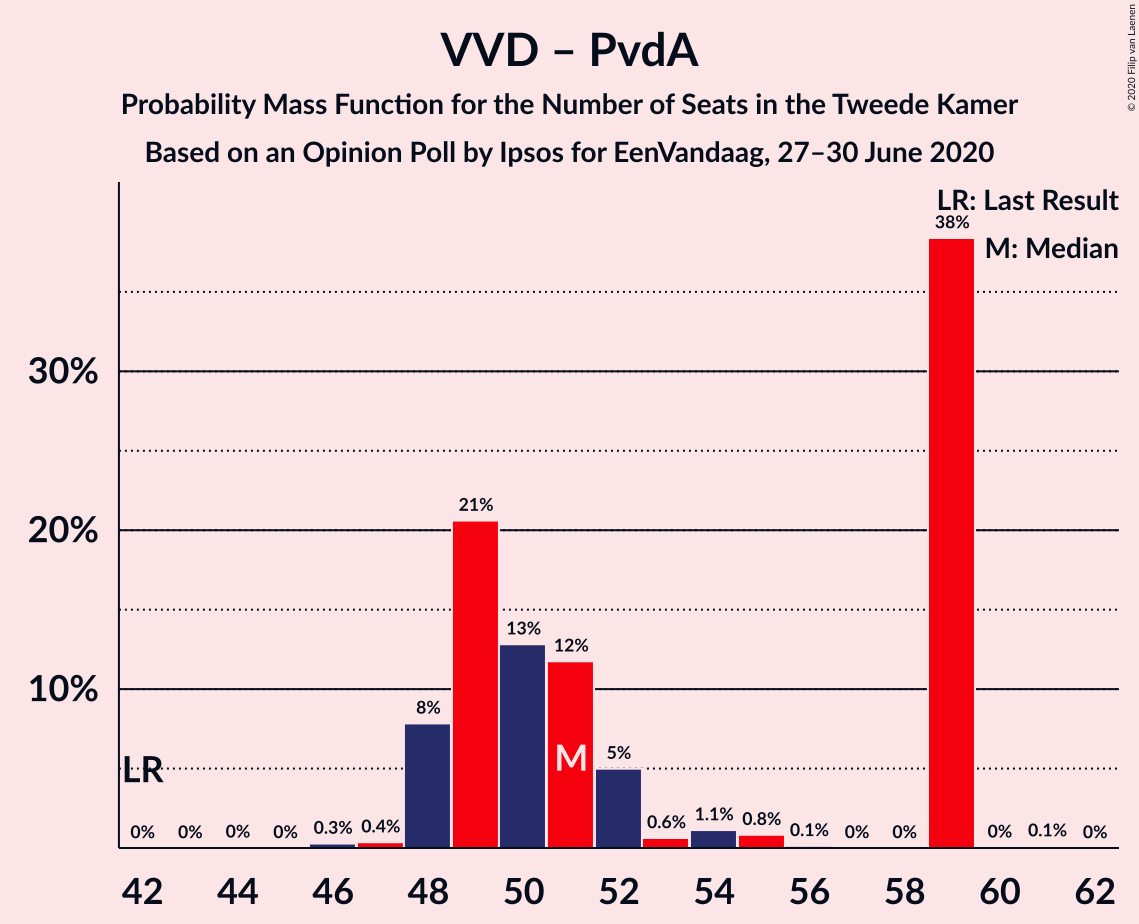 VVD – PvdA
Probability Mass Function for the Number of Seats in the Tweede Kamer
Based on an Opinion Poll by Ipsos for EenVandaag, 27–30 June 2020
© 2020 Filip van Laenen
LR: Last Result
M: Median
38%
30%
20%
10%
21%
13%
12%
8%
5%
M
LR
0% 0% 0% 0% 0.3% 0.4% 0.6% 1.1% 0.8% 0.1% 0% 0% 0% 0.1% 0%
42 44 46 48 50 52 54 56 58 60 62